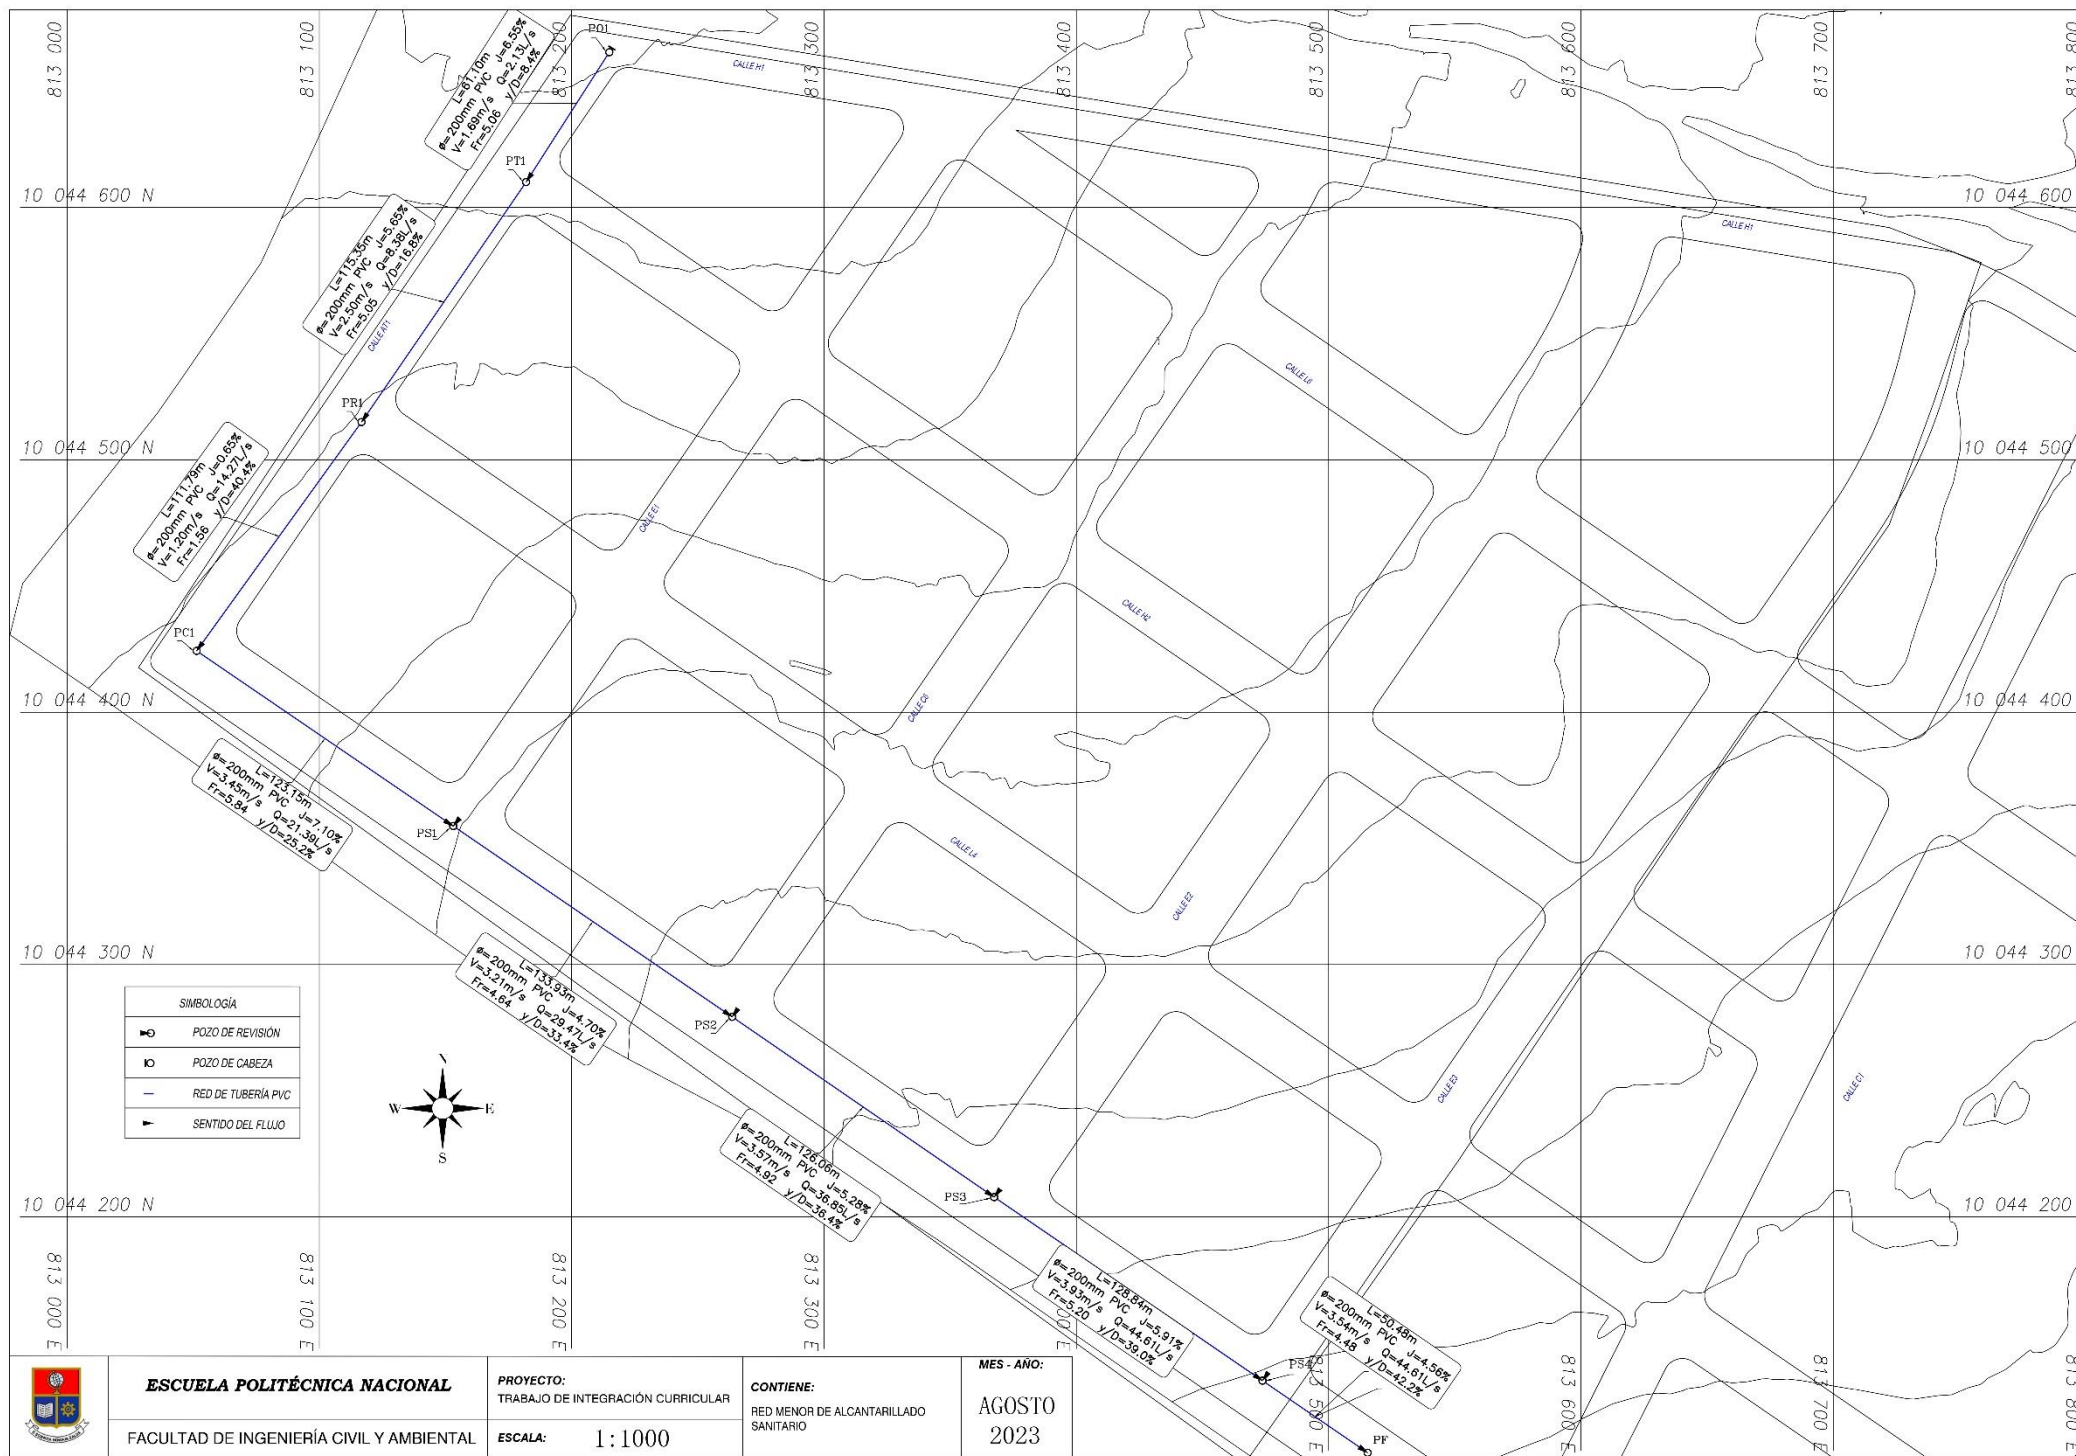 813 000
813 100
813 200
813 300
813 400
813 500
813 600
813 700
813 800
PO1
CALLE H1
L=61.10m
ø=200mm PVC J=6.55%
V=1.69m/s Q=2.13L/s
Fr=5.06 y/D=8.4%
PT1
10 044 600 N
10 044 600
CALLE H1
L=115.35m
ø=200mm PVC J=5.65%
V=2.50m/s Q=8.38L/s
Fr=5.05 y/D=16.8%
CALLE AT1
CALLE L6
PR1
10 044 500 N
10 044 500
L=111.79m
ø=200mm PVC J=0.65%
V=1.20m/s Q=14.27L/s
Fr=1.56 y/D=40.4%
CALLE E1
CALLE H2
PC1
10 044 400 N
10 044 400
CALLE C5
L=123.15m
ø=200mm PVC J=7.10%
V=3.45m/s Q=21.39L/s
Fr=5.84 y/D=25.2%
PS1
CALLE L4
CALLE E2
10 044 300 N
10 044 300
L=133.93m
ø=200mm PVC J=4.70%
V=3.21m/s Q=29.47L/s
Fr=4.64 y/D=33.4%
PS2
SIMBOLOGÍA
POZO DE REVISIÓN
POZO DE CABEZA
RED DE TUBERÍA PVC
SENTIDO DEL FLUJO
N
W E
S
CALLE E3
CALLE C1
L=126.06m
ø=200mm PVC J=5.28%
V=3.57m/s Q=36.85L/s
Fr=4.92 y/D=36.4%
PS3
10 044 200 N
10 044 200
L=128.84m
ø=200mm PVC J=5.91%
V=3.93m/s Q=44.61L/s
Fr=5.20 y/D=39.0%
L=50.48m
ø=200mm PVC J=4.56%
V=3.54m/s Q=44.61L/s
Fr=4.48 y/D=42.2%
PS4
PF
813 000 E
813 100 E
813 200 E
813 300 E
813 500 E
813 600 E
813 700 E
813 800 E
ESCUELA POLITÉCNICA NACIONAL
FACULTAD DE INGENIERÍA CIVIL Y AMBIENTAL
PROYECTO:
TRABAJO DE INTEGRACIÓN CURRICULAR
ESCALA: 1:1000
CONTIENE:
RED MENOR DE ALCANTARILLADO
SANITARIO
MES - AÑO:
AGOSTO
2023